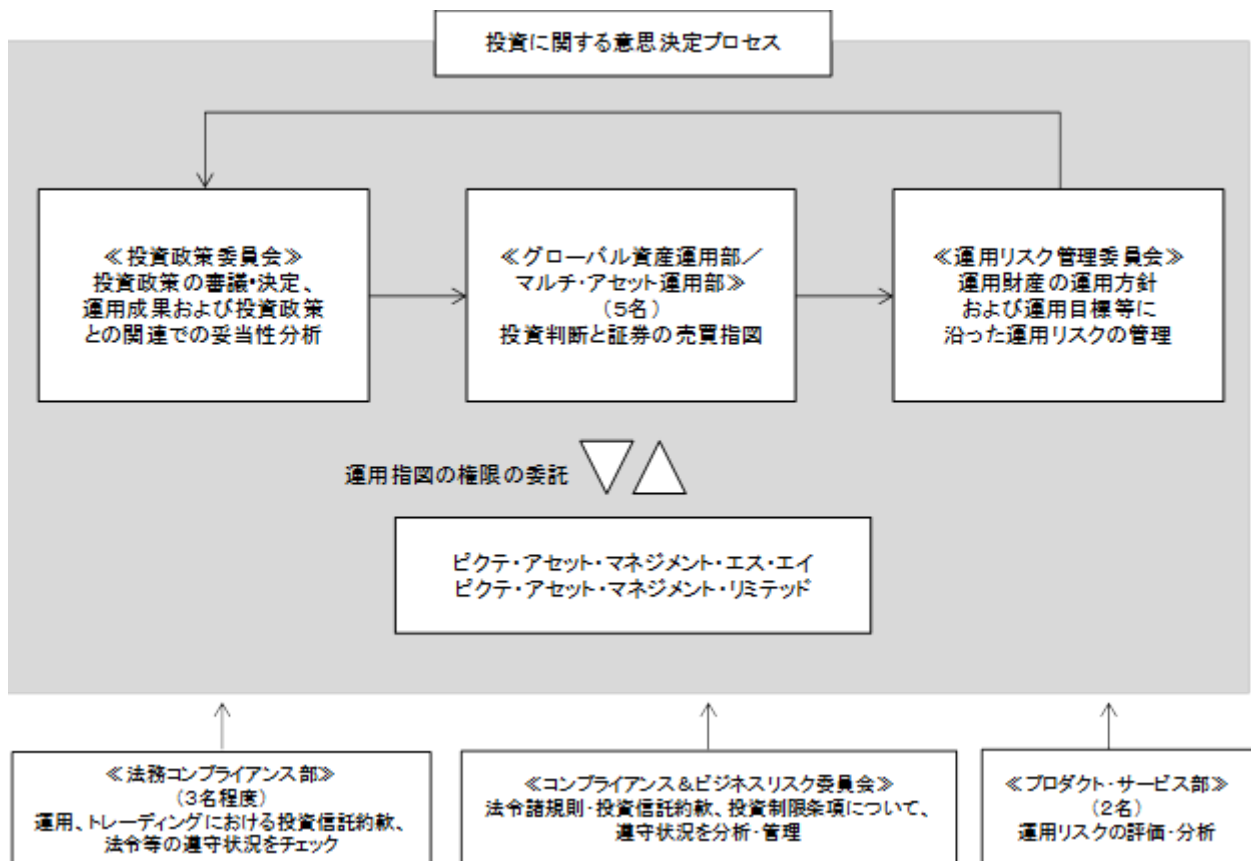 投資に関する意思決定プロセス
≪投資政策委員会≫
投資政策の審議・決定、
運用成果および投資政策
との関連での妥当性分析
≪グローバル資産運用部／
マルチ・アセット運用部≫
（5名）
投資判断と証券の売買指図
≪運用リスク管理委員会≫
運用財産の運用方針
および運用目標等に
沿った運用リスクの管理
運用指図の権限の委託
ピクテ・アセット・マネジメント・エス・エイ
ピクテ・アセット・マネジメント・リミテッド
≪法務コンプライアンス部≫
（3名程度）
運用、トレーディングにおける投資信託約款、
法令等の遵守状況をチェック
≪コンプライアンス＆ビジネスリスク委員会≫
法令諸規則・投資信託約款、投資制限条項について、
遵守状況を分析・管理
≪プロダクト・サービス部≫
（2名）
運用リスクの評価・分析